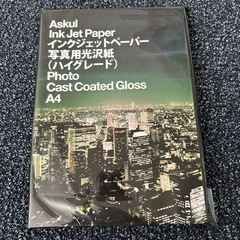 Askul
Ink Jet Paper
インクジェットペーパー
写真用光沢紙
(ハイグレード)
Photo
Cast Coated Gloss
A4